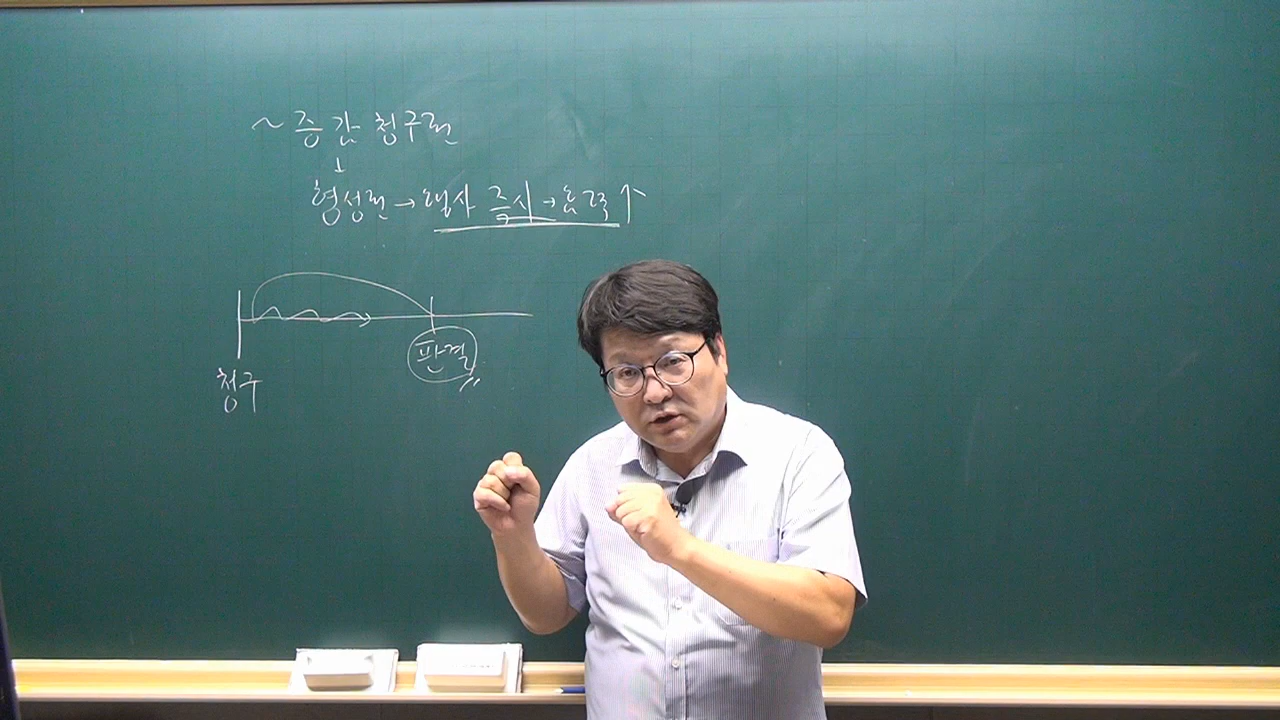 ~ 증감 청구권
↓
형성권 → 행사 즉시 → 효력 ↑
판결
청구